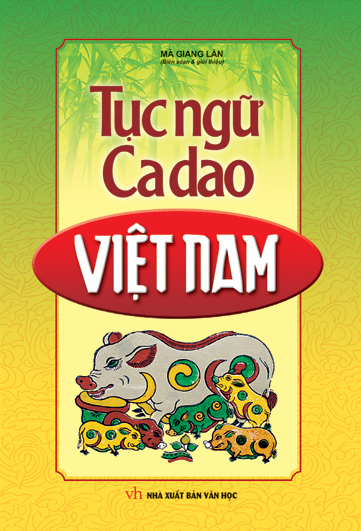 MÃ GIANG LÂN
(Biên soạn & giới thiệu)
Tục ngữ
Ca dao
VIỆT NAM
vh NHÀ XUẤT BẢN VĂN HỌC